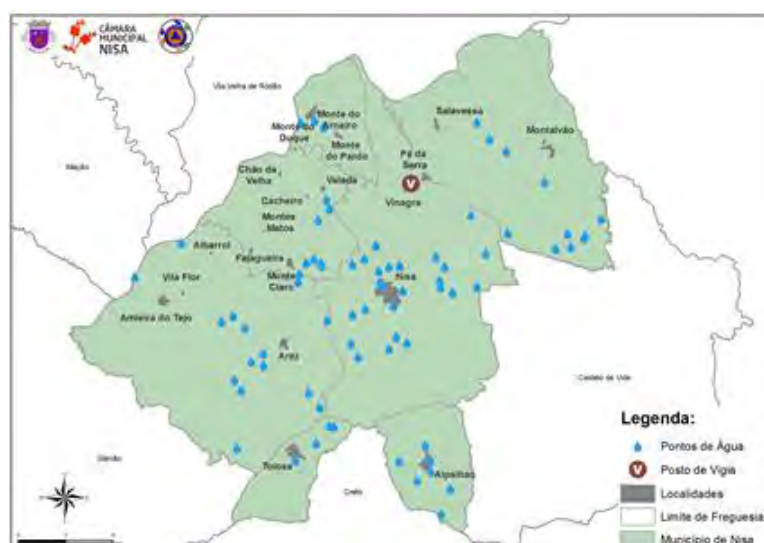 CÂMARA
MUNICIPAL
NISA
Vila Velha de Ródão
Monte do
Arneiro
Salavessa
Monte do
Duque
Monte
do Pardo
Montalvão
Mação
Pé da
Serra
Chão da
Velha
Velada
V
Cacheiro
Vinagra
Montes
Matos
Albarrol
Fajagueira
Vila Flor
Monte
Claro
Nisa
Amieira do Tejo
Arez
Castelo de Vide
Legenda:
Pontos de Água
V Posto de Vigia
Localidades
Limite de Freguesia
Município de Nisa
Gavião
Tolosa
Alpalhão
Crato